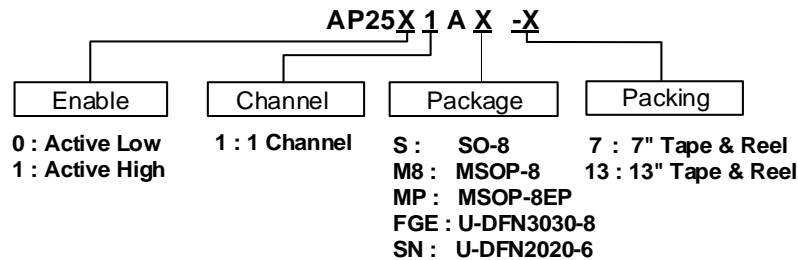 AP25X 1 A X -X
Enable
Channel
Package
Packing
0 : Active Low
1 : Active High
1 : 1 Channel
S : SO-8
M8 : MSOP-8
MP : MSOP-8EP
FGE : U-DFN3030-8
SN : U-DFN2020-6
7 : 7" Tape & Reel
13 : 13" Tape & Reel